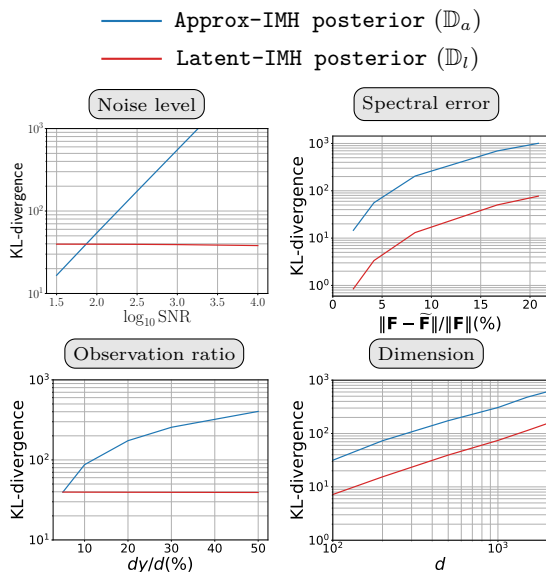 Approx-IMH posterior (𝔻ₐ)
Latent-IMH posterior (𝔻ₗ)
Noise level
Spectral error
KL-divergence
10³
10²
10¹
1.5 2.0 2.5 3.0 3.5 4.0
log₁₀ SNR
KL-divergence
10³
10²
10¹
10⁰
0 5 10 15 20
‖F − F̃‖/‖F‖(%)
Observation ratio
Dimension
KL-divergence
10³
10²
10¹
10 20 30 40 50
dy/d(%)
KL-divergence
10³
10²
10¹
10⁰
10² 10³
d